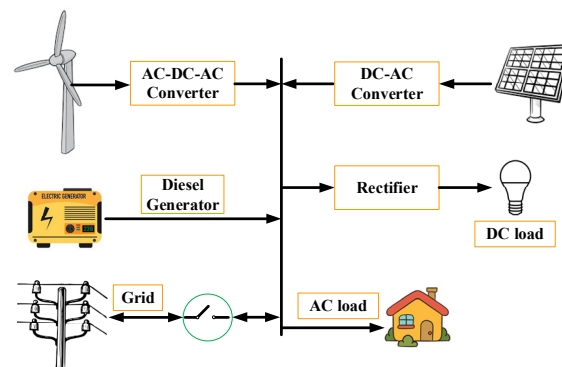 AC-DC-AC
Converter
DC-AC
Converter
ELECTRIC GENERATOR
Diesel
Generator
Rectifier
DC load
Grid
AC load